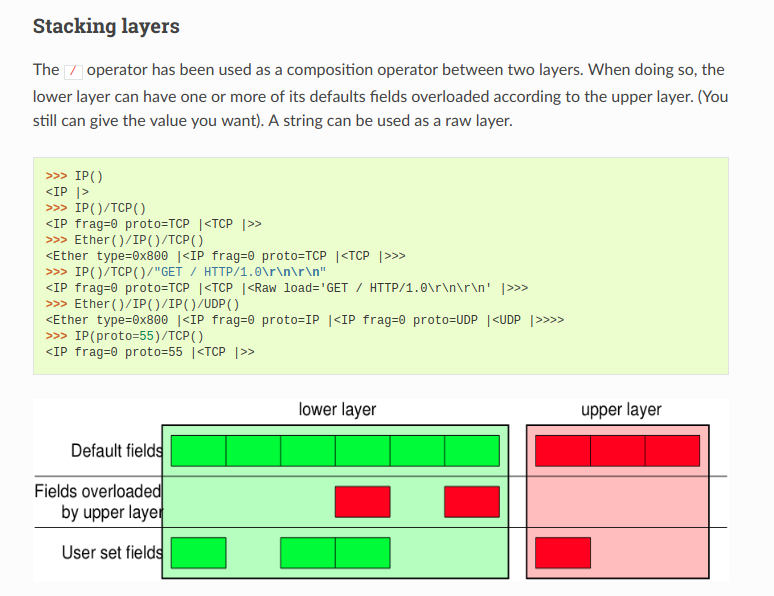 Stacking layers
The / operator has been used as a composition operator between two layers. When doing so, the
lower layer can have one or more of its defaults fields overloaded according to the upper layer. (You
still can give the value you want). A string can be used as a raw layer.
>>> IP()
<IP |>
>>> IP()/TCP()
<IP frag=0 proto=TCP |<TCP |>>
>>> Ether()/IP()/TCP()
<Ether type=0x800 |<IP frag=0 proto=TCP |<TCP |>>>
>>> IP()/TCP()/"GET / HTTP/1.0\r\n\r\n"
<IP frag=0 proto=TCP |<TCP |<Raw load='GET / HTTP/1.0\r\n\r\n' |>>>
>>> Ether()/IP()/IP()/UDP()
<Ether type=0x800 |<IP frag=0 proto=IP |<IP frag=0 proto=UDP |<UDP |>>>>
>>> IP(proto=55)/TCP()
<IP frag=0 proto=55 |<TCP |>>
lower layer upper layer
Default fields
Fields overloaded
by upper layer
User set fields